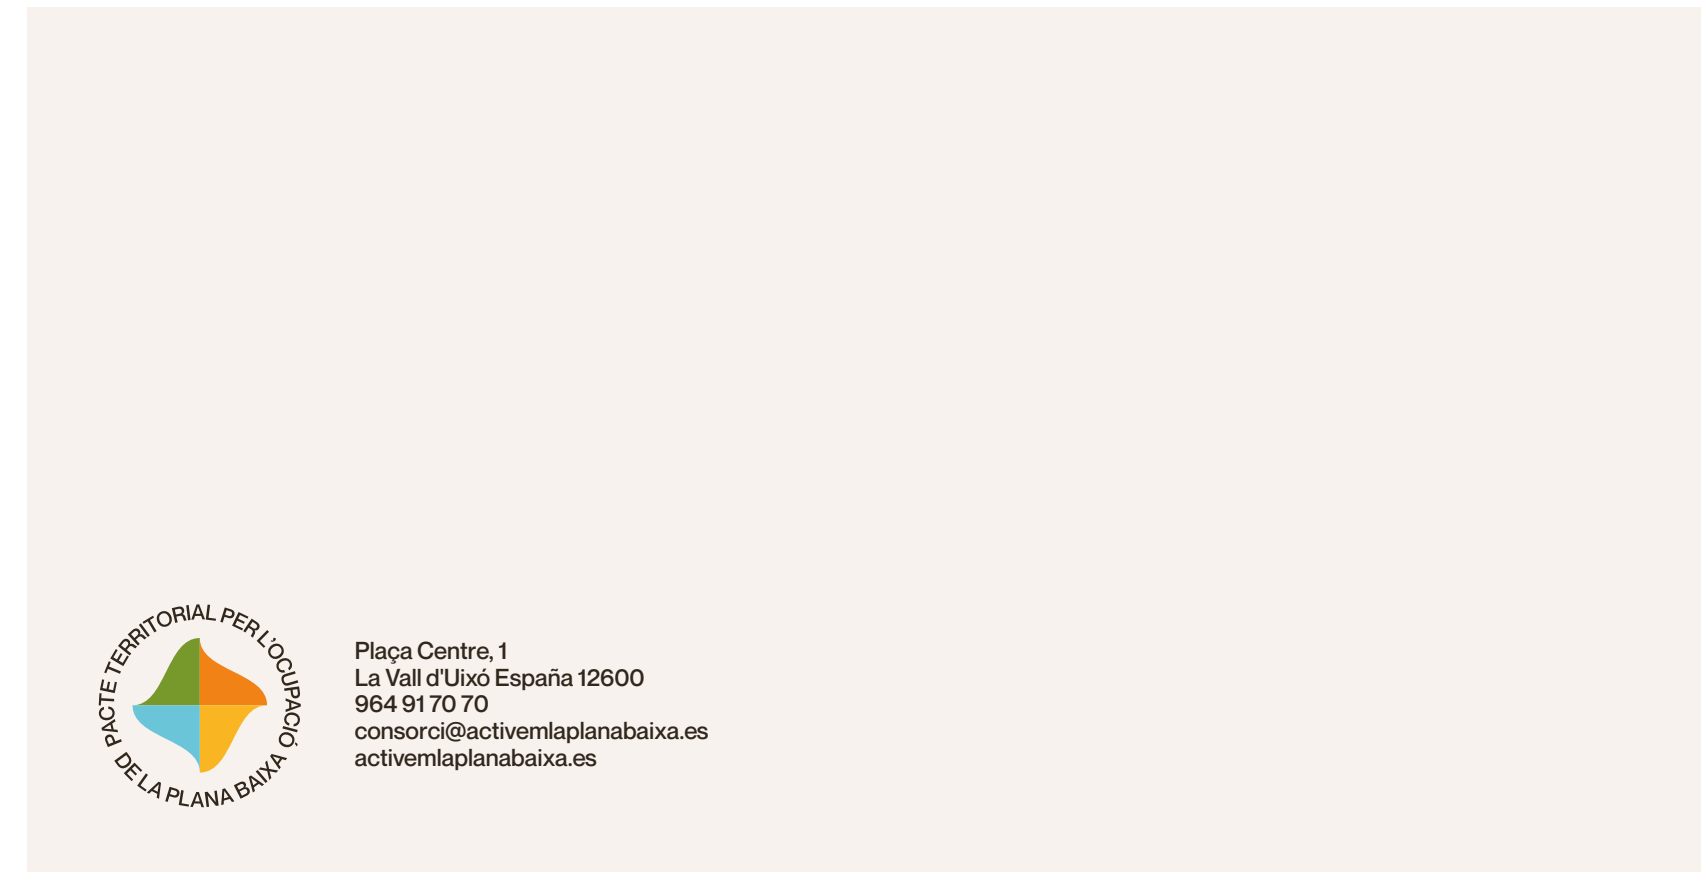 PACTE TERRITORIAL PER L'OCUPACIÓ
DE LA PLANA BAIXA
Plaça Centre, 1
La Vall d'Uixó España 12600
964 91 70 70
consorci@activemlaplanabaixa.es
activemlaplanabaixa.es